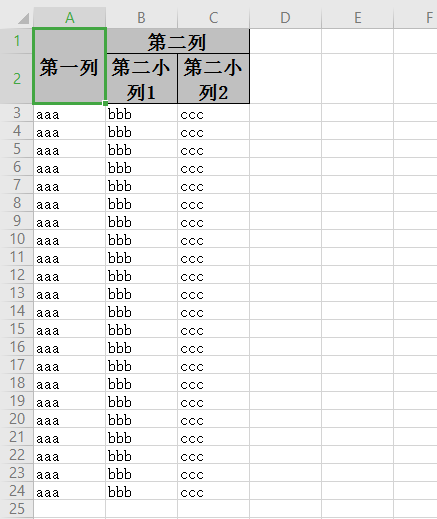 A B C D E F
1 第二列
第一列
2 第二小列1 第二小列2
3 aaa bbb ccc
4 aaa bbb ccc
5 aaa bbb ccc
6 aaa bbb ccc
7 aaa bbb ccc
8 aaa bbb ccc
9 aaa bbb ccc
10 aaa bbb ccc
11 aaa bbb ccc
12 aaa bbb ccc
13 aaa bbb ccc
14 aaa bbb ccc
15 aaa bbb ccc
16 aaa bbb ccc
17 aaa bbb ccc
18 aaa bbb ccc
19 aaa bbb ccc
20 aaa bbb ccc
21 aaa bbb ccc
22 aaa bbb ccc
23 aaa bbb ccc
24 aaa bbb ccc
25